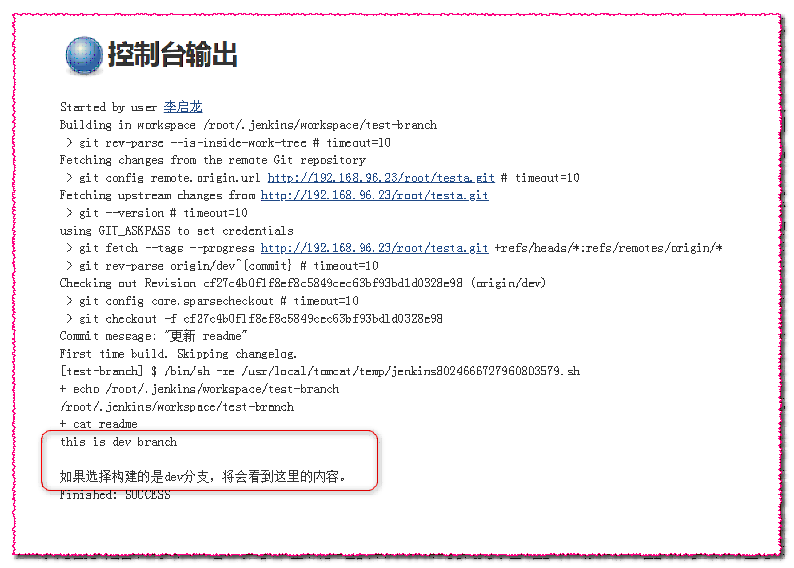 控制台输出
Started by user 李启龙
Building in workspace /root/.jenkins/workspace/test-branch
> git rev-parse --is-inside-work-tree # timeout=10
Fetching changes from the remote Git repository
> git config remote.origin.url http://192.168.96.23/root/testa.git # timeout=10
Fetching upstream changes from http://192.168.96.23/root/testa.git
> git --version # timeout=10
using GIT_ASKPASS to set credentials
> git fetch --tags --progress http://192.168.96.23/root/testa.git +refs/heads/*:refs/remotes/origin/*
> git rev-parse origin/dev^{commit} # timeout=10
Checking out Revision cf27c4b0f1f8ef8c5849cec63bf93bd1d0328e98 (origin/dev)
> git config core.sparsecheckout # timeout=10
> git checkout -f cf27c4b0f1f8ef8c5849cec63bf93bd1d0328e98
Commit message: "更新 readme"
First time build. Skipping changelog.
[test-branch] $ /bin/sh -xe /usr/local/tomcat/temp/jenkins8024666727960803579.sh
+ echo /root/.jenkins/workspace/test-branch
/root/.jenkins/workspace/test-branch
+ cat readme
this is dev branch
如果选择构建的是dev分支，将会看到这里的内容。
Finished: SUCCESS